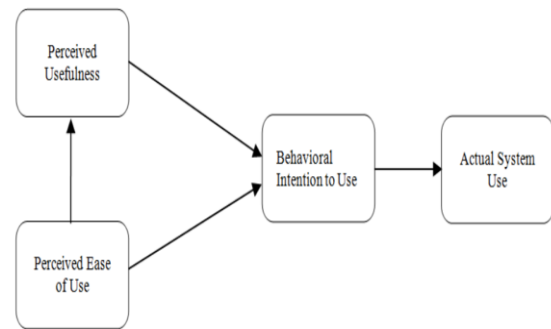 Perceived
Usefulness
Behavioral
Intention to Use
Actual System
Use
Perceived Ease
of Use